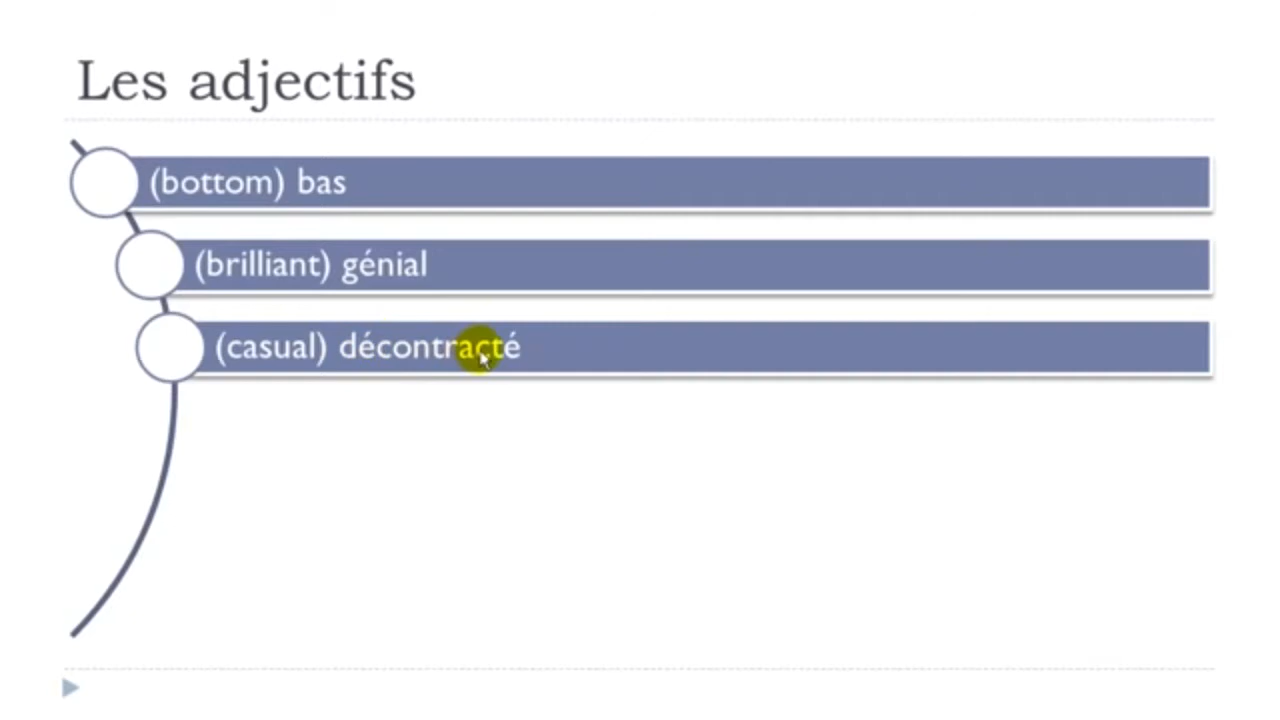 Les adjectifs
(bottom) bas
(brilliant) génial
(casual) décontracté